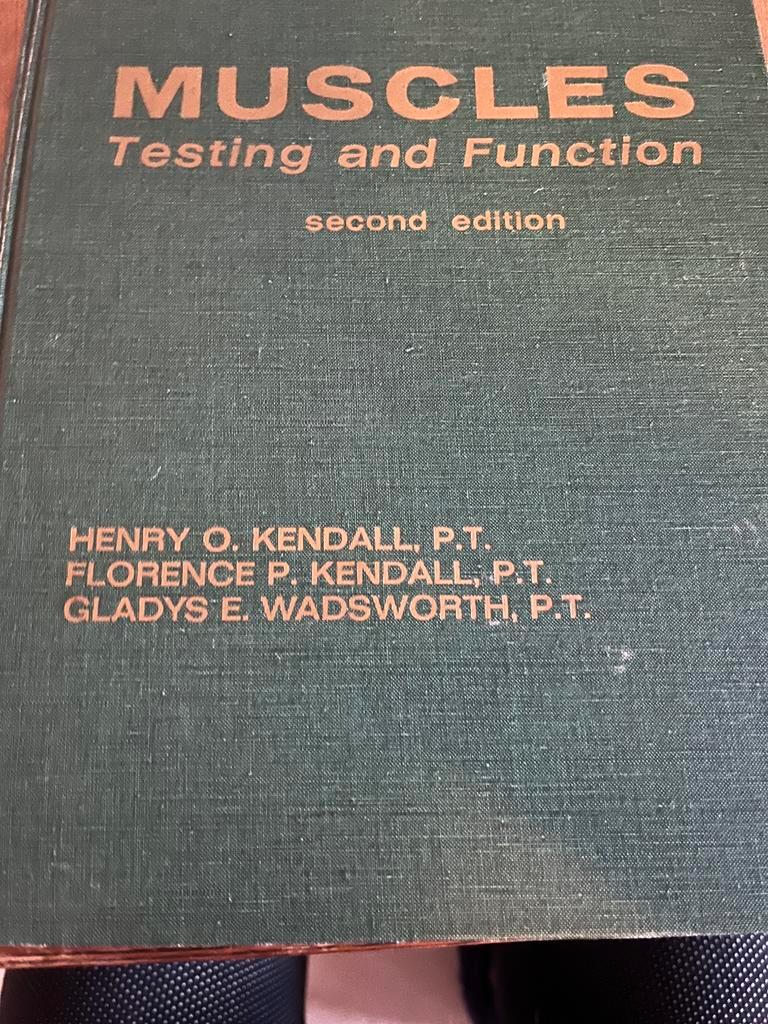 MUSCLES
Testing and Function
second edition
HENRY O. KENDALL, P.T.
FLORENCE P. KENDALL, P.T.
GLADYS E. WADSWORTH, P.T.